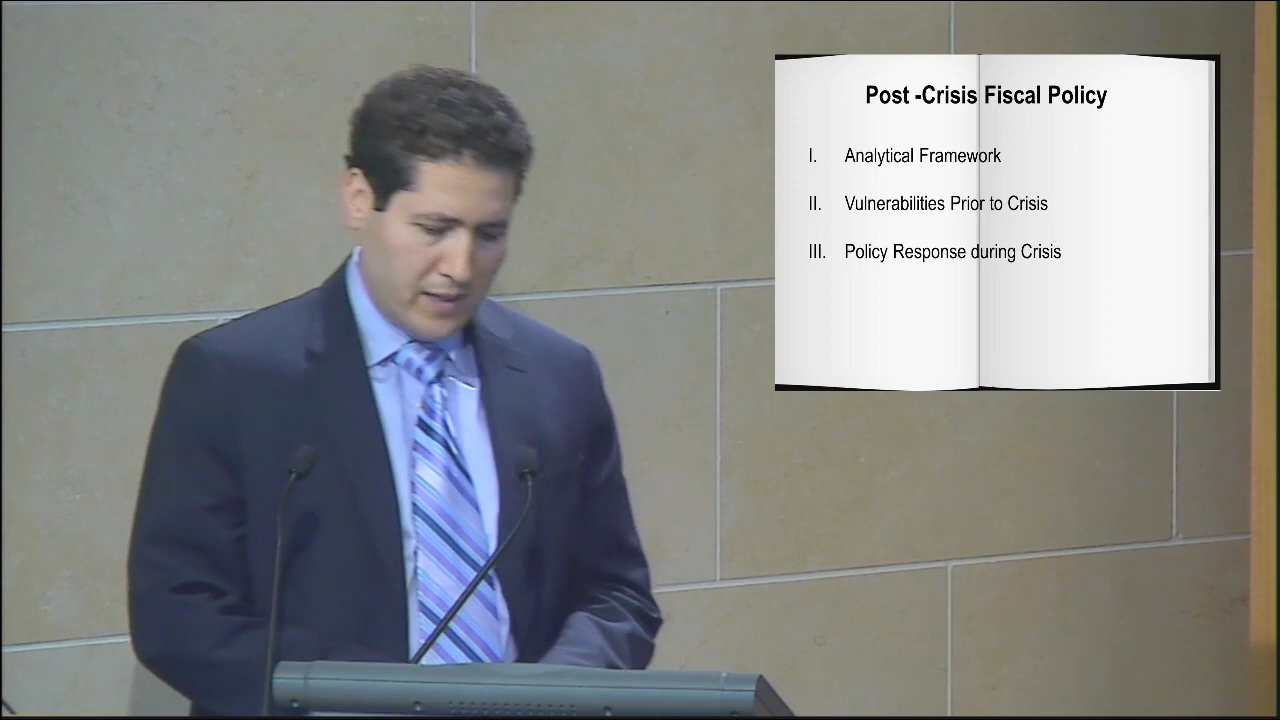 Post -Crisis Fiscal Policy
I. Analytical Framework
II. Vulnerabilities Prior to Crisis
III. Policy Response during Crisis